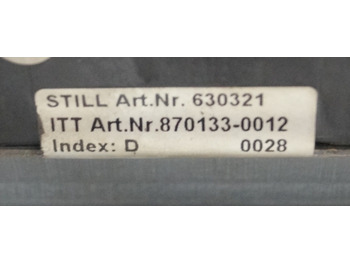 STILL Art.Nr. 630321
ITT Art.Nr.870133-0012
Index: D 0028